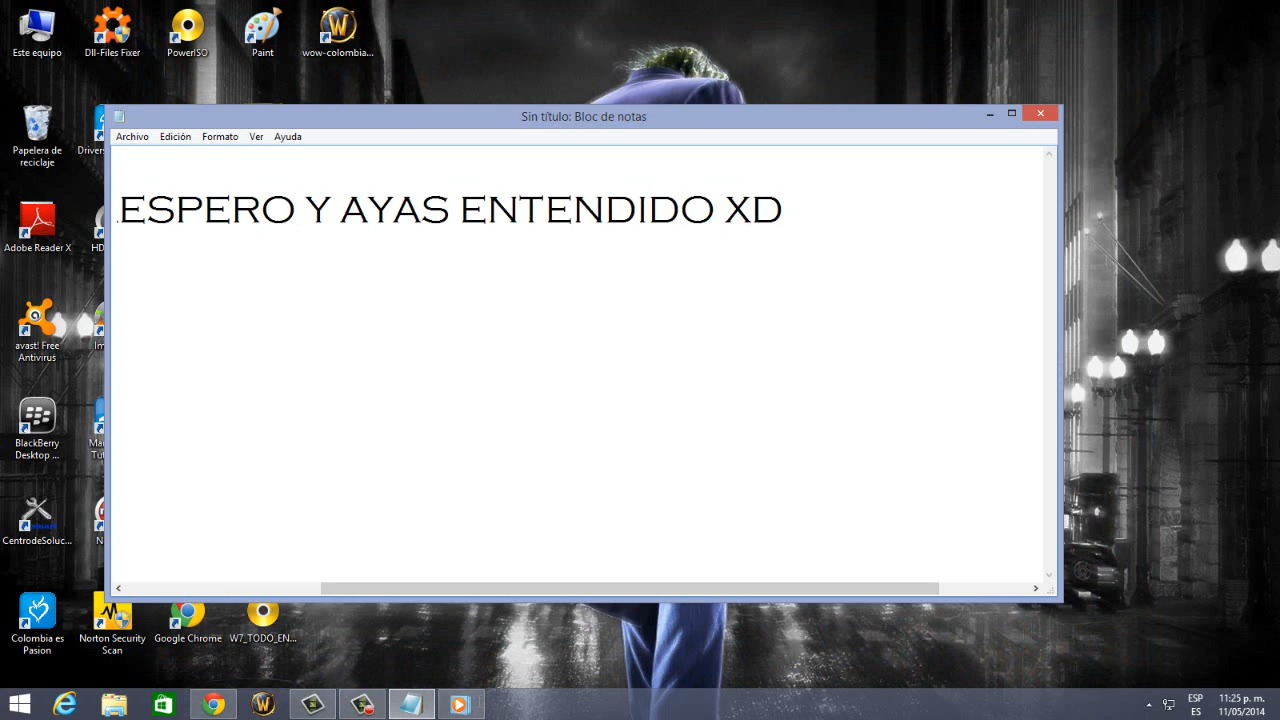 Este equipo
Dll-Files Fixer
PowerISO
Paint
wow-colombia...
Sin título: Bloc de notas
Archivo Edición Formato Ver Ayuda
.ESPERO Y AYAS ENTENDIDO XD
Papelera de
reciclaje
Adobe Reader X
avast! Free
Antivirus
BlackBerry
Desktop ...
CentrodeSoluc...
Colombia es
Pasion
Norton Security
Scan
Google Chrome
W7_TODO_EN...
ESP
ES
11:25 p. m.
11/05/2014